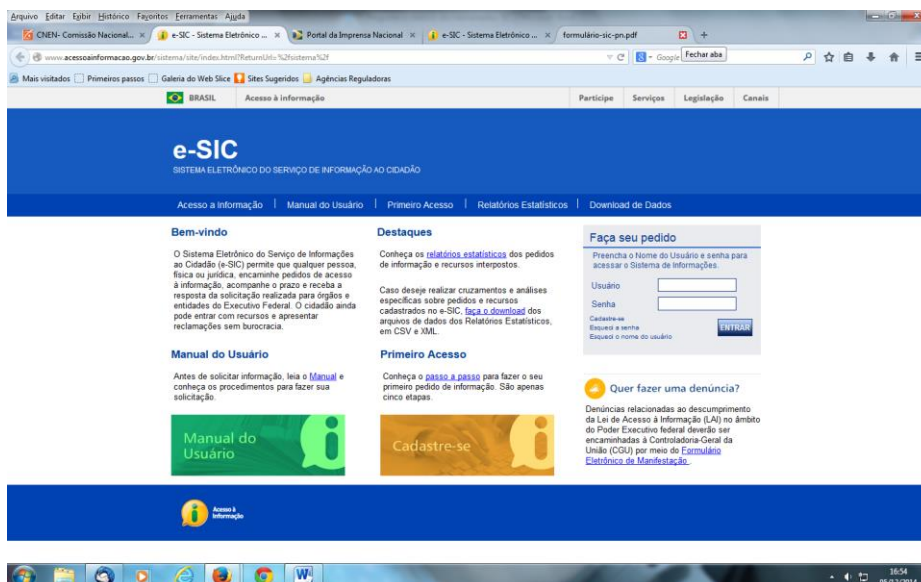 Arquivo Editar Exibir Histórico Favoritos Ferramentas Ajuda
CNEN- Comissão Nacional... × e-SIC - Sistema Eletrônico ... × Portal da Imprensa Nacional × e-SIC - Sistema Eletrônico ... × formulário-sic-pn.pdf × +
www.acessoainformacao.gov.br/sistema/site/index.html?ReturnUrl=%2fsistema%2f Google Fechar aba
Mais visitados Primeiros passos Galeria do Web Slice Sites Sugeridos Agências Reguladoras
BRASIL Acesso à informação Participe Serviços Legislação Canais
e-SIC
SISTEMA ELETRÔNICO DO SERVIÇO DE INFORMAÇÃO AO CIDADÃO
Acesso a Informação | Manual do Usuário | Primeiro Acesso | Relatórios Estatísticos | Download de Dados
Bem-vindo
O Sistema Eletrônico do Serviço de Informações
ao Cidadão (e-SIC) permite que qualquer pessoa,
física ou jurídica, encaminhe pedidos de acesso
à informação, acompanhe o prazo e receba a
resposta da solicitação realizada para órgãos e
entidades do Executivo Federal. O cidadão ainda
pode entrar com recursos e apresentar
reclamações sem burocracia.
Manual do Usuário
Antes de solicitar informação, leia o Manual e
conheça os procedimentos para fazer sua
solicitação.
Manual do
Usuário
Destaques
Conheça os relatórios estatísticos dos pedidos
de informação e recursos interpostos.
Caso deseje realizar cruzamentos e análises
específicas sobre pedidos e recursos
cadastrados no e-SIC, faça o download dos
arquivos de dados dos Relatórios Estatísticos,
em CSV e XML.
Primeiro Acesso
Conheça o passo a passo para fazer o seu
primeiro pedido de informação. São apenas
cinco etapas.
Cadastre-se
Faça seu pedido
Preencha o Nome do Usuário e senha para
acessar o Sistema de Informações.
Usuário
Senha
Cadastre-se
Esqueci a senha
Esqueci o nome do usuário
ENTRAR
Quer fazer uma denúncia?
Denúncias relacionadas ao descumprimento
da Lei de Acesso à Informação (LAI) no âmbito
do Poder Executivo federal deverão ser
encaminhadas à Controladoria-Geral da
União (CGU) por meio do Formulário
Eletrônico de Manifestação .
Acesso à
Informação
16:54